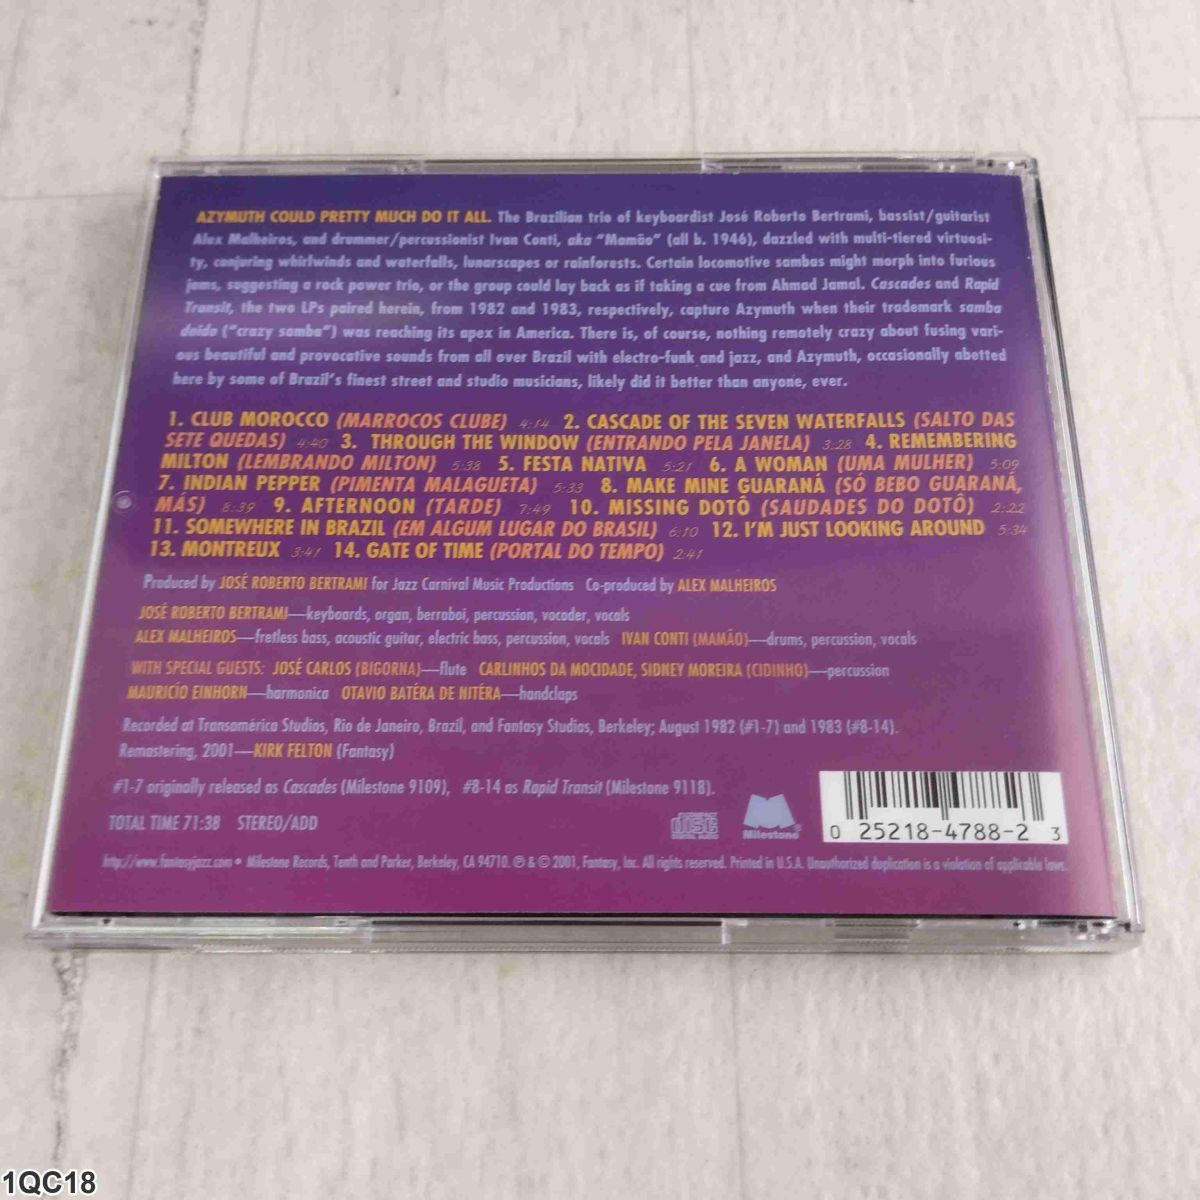 AZYMUTH COULD PRETTY MUCH DO IT ALL. The Brazilian trio of keyboardist José Roberto Bertrami, bassist/guitarist
Alex Malheiros, and drummer/percussionist Ivan Conti, aka "Mamão" (all b. 1946), dazzled with multi-tiered virtuosi-
ty, conjuring whirlwinds and waterfalls, lunarscapes or rainforests. Certain locomotive sambas might morph into furious
jams, suggesting a rock power trio, or the group could lay back as if taking a cue from Ahmad Jamal. Cascades and Rapid
Transit, the two LPs paired herein, from 1982 and 1983, respectively, capture Azymuth when their trademark samba
doido ("crazy samba") was reaching its apex in America. There is, of course, nothing remotely crazy about fusing vari-
ous beautiful and provocative sounds from all over Brazil with electro-funk and jazz, and Azymuth, occasionally abetted
here by some of Brazil's finest street and studio musicians, likely did it better than anyone, ever.
1. CLUB MOROCCO (MARROCOS CLUBE) 4:14 2. CASCADE OF THE SEVEN WATERFALLS (SALTO DAS
SETE QUEDAS) 4:40 3. THROUGH THE WINDOW (ENTRANDO PELA JANELA) 3:28 4. REMEMBERING
MILTON (LEMBRANDO MILTON) 5:38 5. FESTA NATIVA 5:21 6. A WOMAN (UMA MULHER) 5:09
7. INDIAN PEPPER (PIMENTA MALAGUETA) 5:33 8. MAKE MINE GUARANÁ (SÓ BEBO GUARANÁ,
MÁS) 8:39 9. AFTERNOON (TARDE) 7:49 10. MISSING DOTÔ (SAUDADES DO DOTÔ) 2:22
11. SOMEWHERE IN BRAZIL (EM ALGUM LUGAR DO BRASIL) 6:10 12. I'M JUST LOOKING AROUND 5:34
13. MONTREUX 3:41 14. GATE OF TIME (PORTAL DO TEMPO) 2:41
Produced by JOSÉ ROBERTO BERTRAMI for Jazz Carnival Music Productions Co-produced by ALEX MALHEIROS
JOSÉ ROBERTO BERTRAMI—keyboards, organ, berraboi, percussion, vocoder, vocals
ALEX MALHEIROS—fretless bass, acoustic guitar, electric bass, percussion, vocals IVAN CONTI (MAMÃO)—drums, percussion, vocals
WITH SPECIAL GUESTS: JOSÉ CARLOS (BIGORNA)—flute CARLINHOS DA MOCIDADE, SIDNEY MOREIRA (CIDINHO)—percussion
MAURICIO EINHORN—harmonica OTAVIO BATÉRA DE NITÉRA—handclaps
Recorded at Transamérica Studios, Rio de Janeiro, Brazil, and Fantasy Studios, Berkeley; August 1982 (#1-7) and 1983 (#8-14).
Remastering, 2001—KIRK FELTON (Fantasy)
#1-7 originally released as Cascades (Milestone 9109), #8-14 as Rapid Transit (Milestone 9118).
TOTAL TIME 71:38 STEREO/ADD
COMPACT disc DIGITAL AUDIO
Milestone®
0 25218-4788-2 3
http://www.fantasyjazz.com • Milestone Records, Tenth and Parker, Berkeley, CA 94710. ℗ & © 2001, Fantasy, Inc. All rights reserved. Printed in U.S.A. Unauthorized duplication is a violation of applicable laws.
1QC18